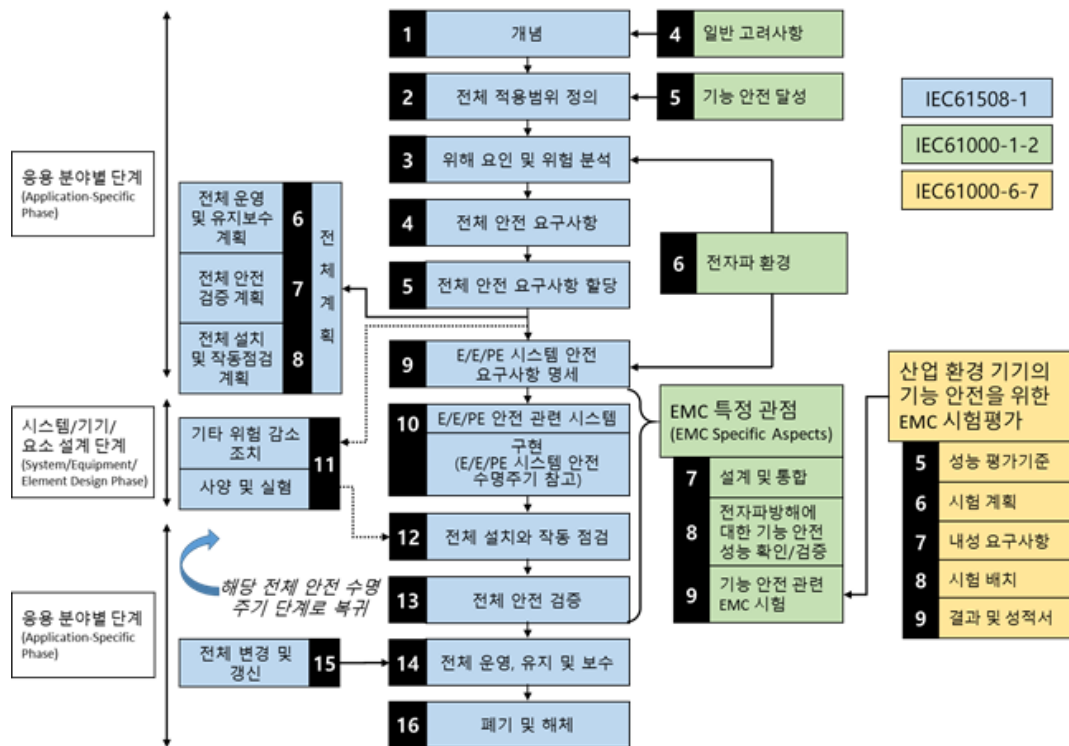 1
개념
4
일반 고려사항
2
전체 적용범위 정의
5
기능 안전 달성
IEC61508-1
IEC61000-1-2
IEC61000-6-7
3
위해 요인 및 위험 분석
응용 분야별 단계
(Application-Specific
Phase)
전체 운영
및 유지보수
계획
6
전체 안전
검증 계획
7
전체 설치
및 작동점검
계획
8
전
체
계
획
4
전체 안전 요구사항
5
전체 안전 요구사항 할당
6
전자파 환경
9
E/E/PE 시스템 안전
요구사항 명세
시스템/기기/
요소 설계 단계
(System/Equipment/
Element Design Phase)
기타 위험 감소
조치
사양 및 실험
11
10
E/E/PE 안전 관련 시스템
구현
(E/E/PE 시스템 안전
수명주기 참고)
EMC 특정 관점
(EMC Specific Aspects)
7
설계 및 통합
8
전자파방해에
대한 기능 안전
성능 확인/검증
9
기능 안전 관련
EMC 시험
산업 환경 기기의
기능 안전을 위한
EMC 시험평가
5
성능 평가기준
6
시험 계획
7
내성 요구사항
8
시험 배치
9
결과 및 성적서
12
전체 설치와 작동 점검
해당 전체 안전 수명
주기 단계로 복귀
13
전체 안전 검증
응용 분야별 단계
(Application-Specific
Phase)
전체 변경 및
갱신
15
14
전체 운영, 유지 및 보수
16
폐기 및 해체